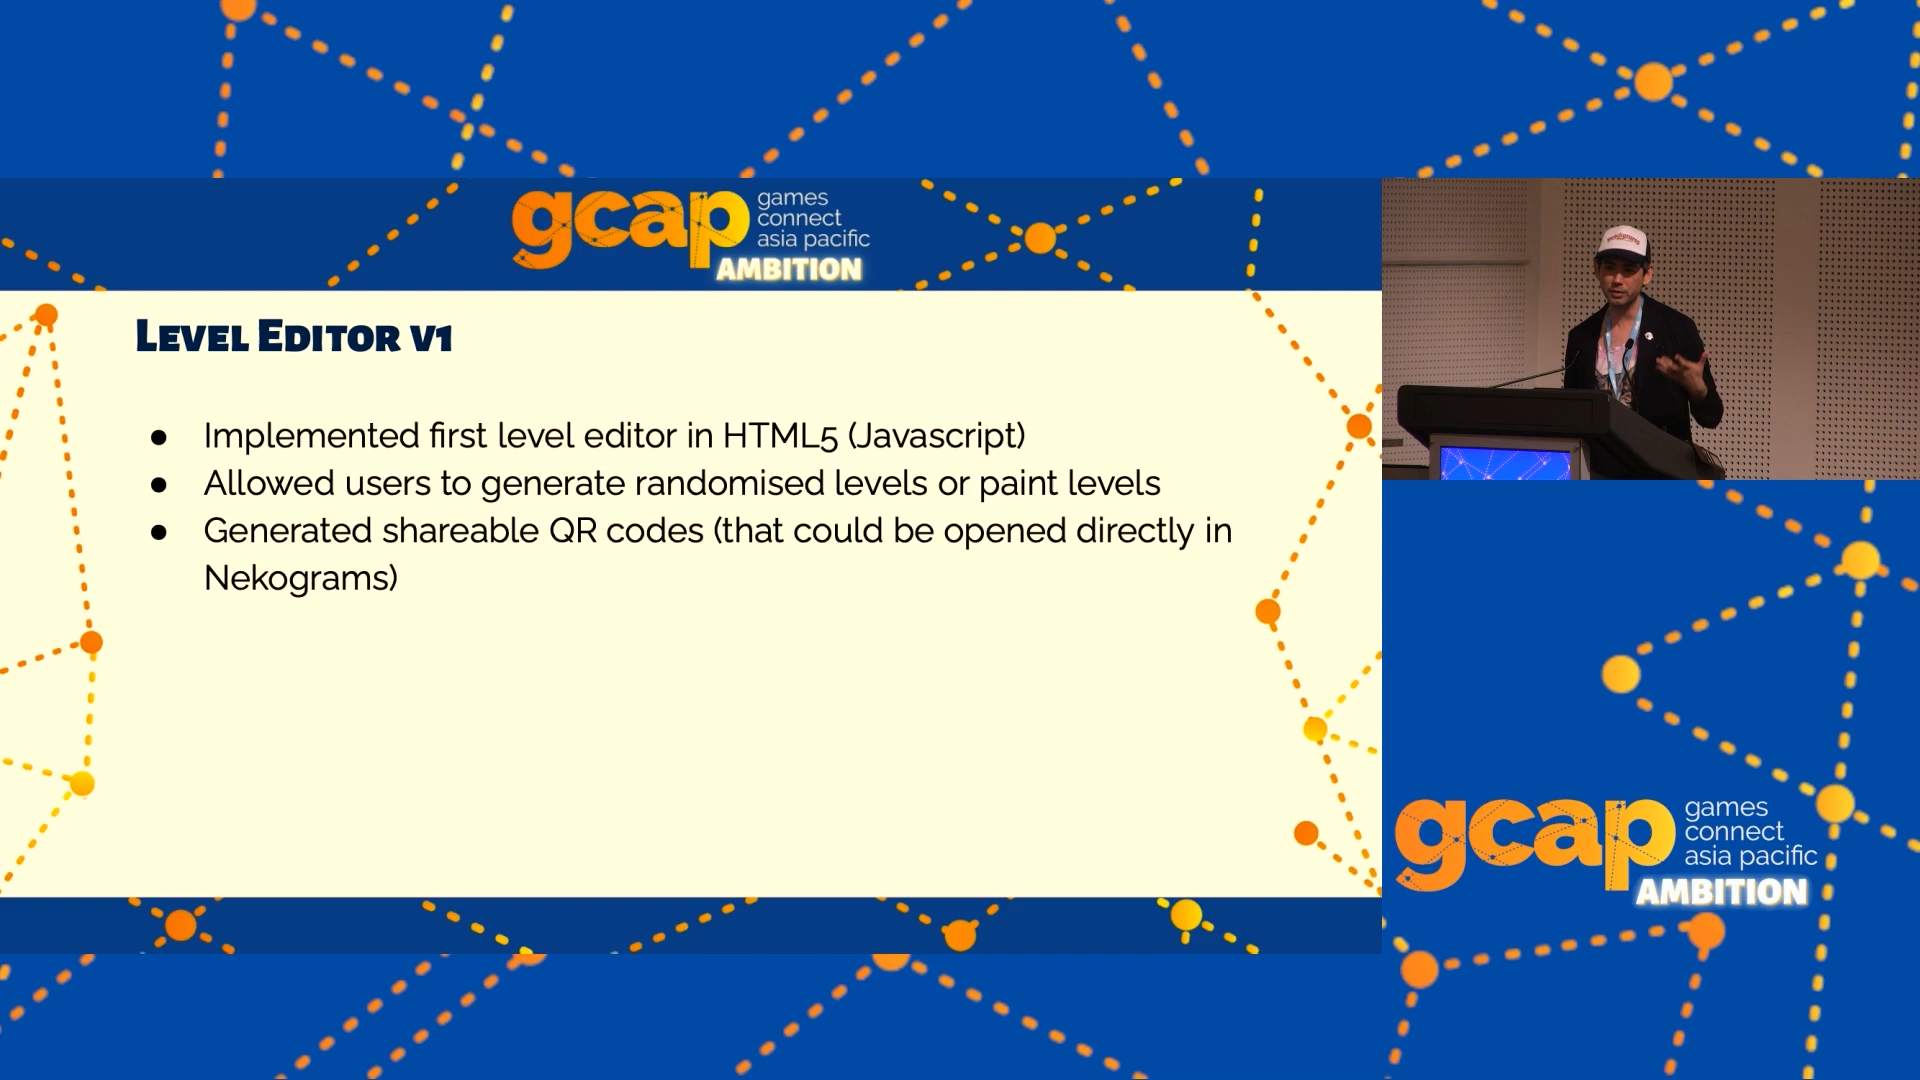 gcap games
connect
asia pacific
AMBITION
LEVEL EDITOR V1
● Implemented first level editor in HTML5 (Javascript)
● Allowed users to generate randomised levels or paint levels
● Generated shareable QR codes (that could be opened directly in
Nekograms)
gcap games
connect
asia pacific
AMBITION